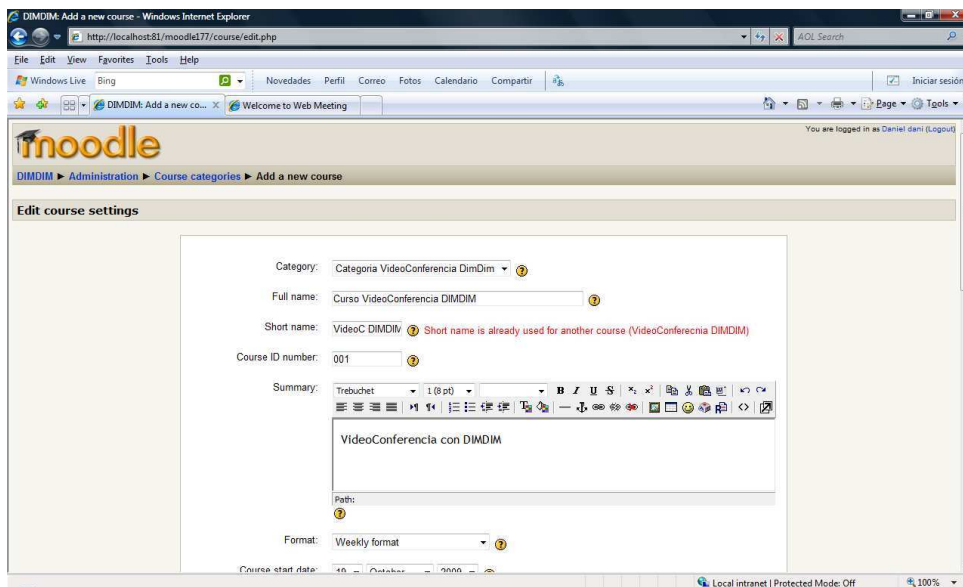 DIMDIM: Add a new course - Windows Internet Explorer
http://localhost:81/moodle177/course/edit.php
AOL Search
File Edit View Favorites Tools Help
Windows Live Bing Novedades Perfil Correo Fotos Calendario Compartir Iniciar sesión
DIMDIM: Add a new co... Welcome to Web Meeting Page Tools
moodle
You are logged in as Daniel dani (Logout)
DIMDIM ► Administration ► Course categories ► Add a new course
Edit course settings
Category: Categoria VideoConferencia DimDim
Full name: Curso VideoConferencia DIMDIM
Short name: VideoC DIMDIM Short name is already used for another course (VideoConferecnia DIMDIM)
Course ID number: 001
Summary: Trebuchet 1 (8 pt) B I U S
VideoConferencia con DIMDIM
Path:
Format: Weekly format
Course start date: 19 October 2009
Local intranet | Protected Mode: Off 100%